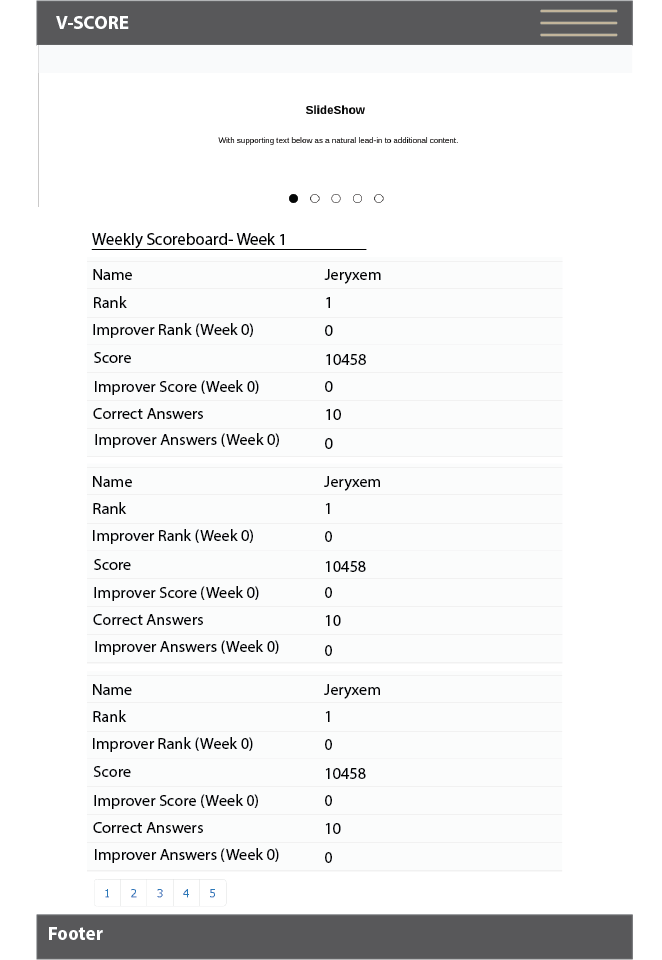 V-SCORE
SlideShow
With supporting text below as a natural lead-in to additional content.
Weekly Scoreboard- Week 1
Name Jeryxem
Rank 1
Improver Rank (Week 0) 0
Score 10458
Improver Score (Week 0) 0
Correct Answers 10
Improver Answers (Week 0) 0
Name Jeryxem
Rank 1
Improver Rank (Week 0) 0
Score 10458
Improver Score (Week 0) 0
Correct Answers 10
Improver Answers (Week 0) 0
Name Jeryxem
Rank 1
Improver Rank (Week 0) 0
Score 10458
Improver Score (Week 0) 0
Correct Answers 10
Improver Answers (Week 0) 0
1 2 3 4 5
Footer